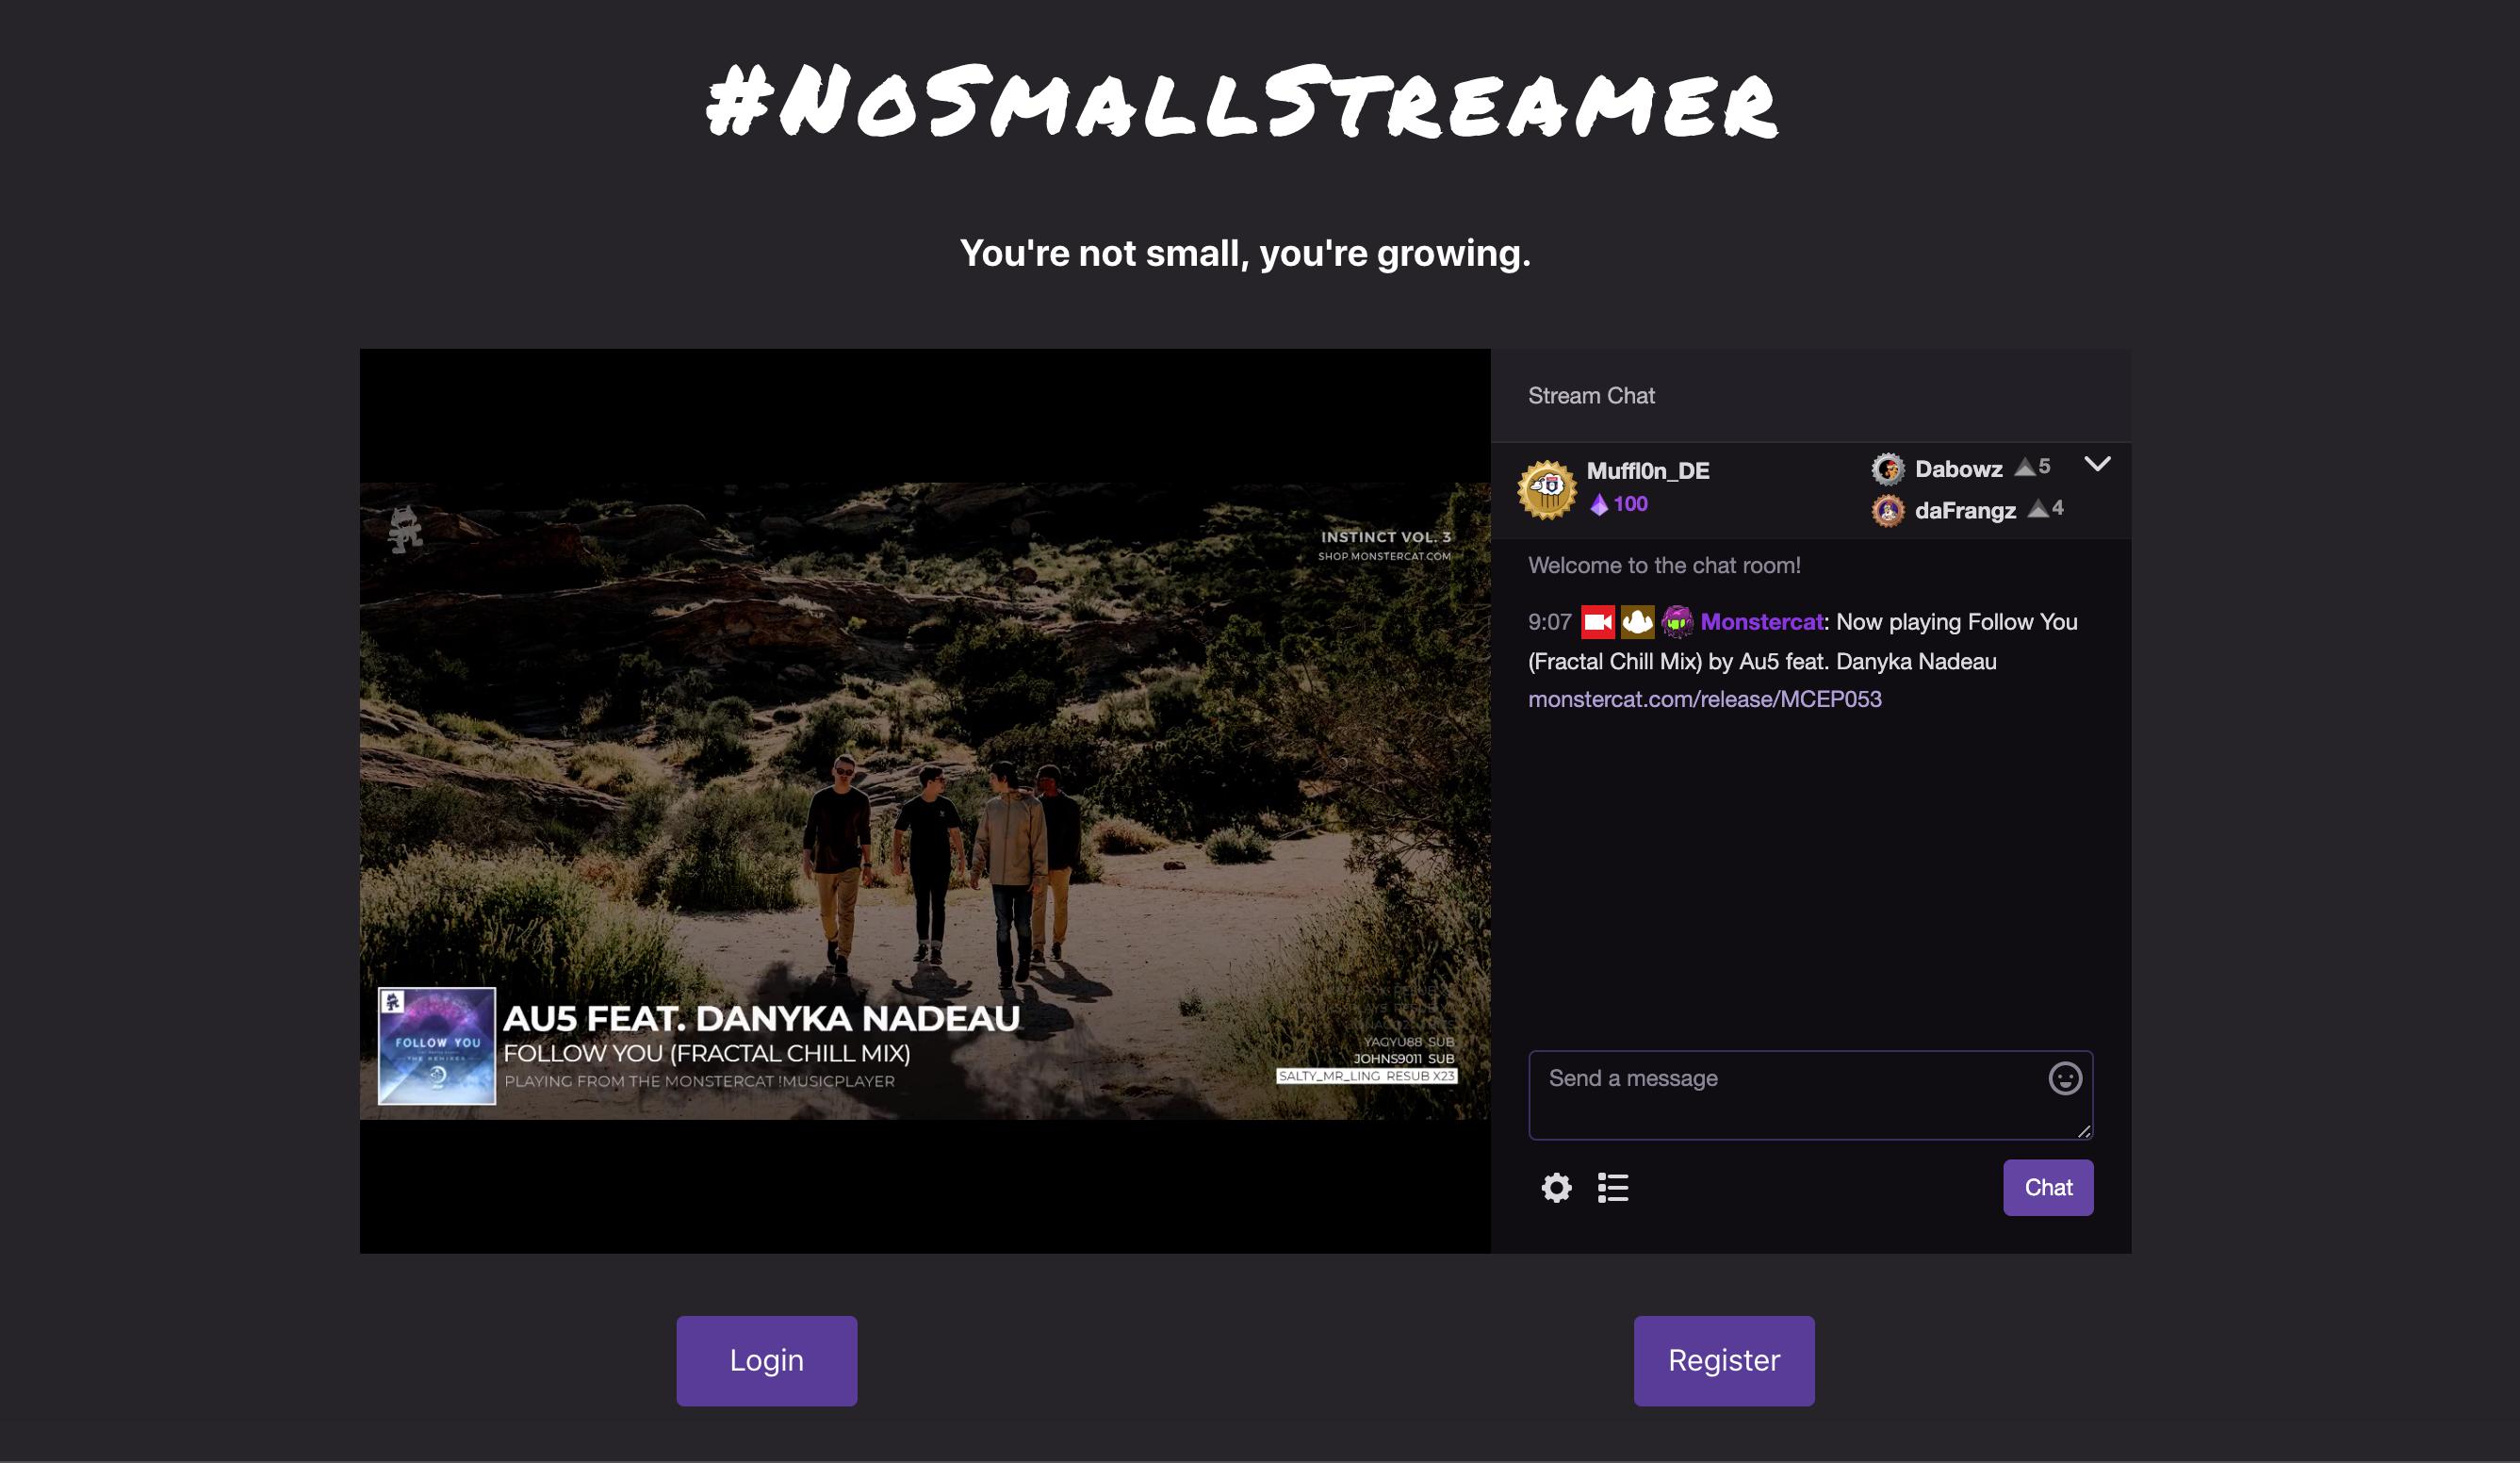 #NoSmallStreamer
You're not small, you're growing.
INSTINCT VOL. 3
SHOP.MONSTERCAT.COM
FOLLOW YOU
THE REMIXES
AU5 FEAT. DANYKA NADEAU
FOLLOW YOU (FRACTAL CHILL MIX)
PLAYING FROM THE MONSTERCAT !MUSICPLAYER
YAGYU88 SUB
JOHNS9011 SUB
SALTY_MR_LING RESUB X23
Stream Chat
Muffl0n_DE
100
Dabowz 5
daFrangz 4
Welcome to the chat room!
9:07 Monstercat: Now playing Follow You
(Fractal Chill Mix) by Au5 feat. Danyka Nadeau
monstercat.com/release/MCEP053
Send a message
Chat
Login
Register